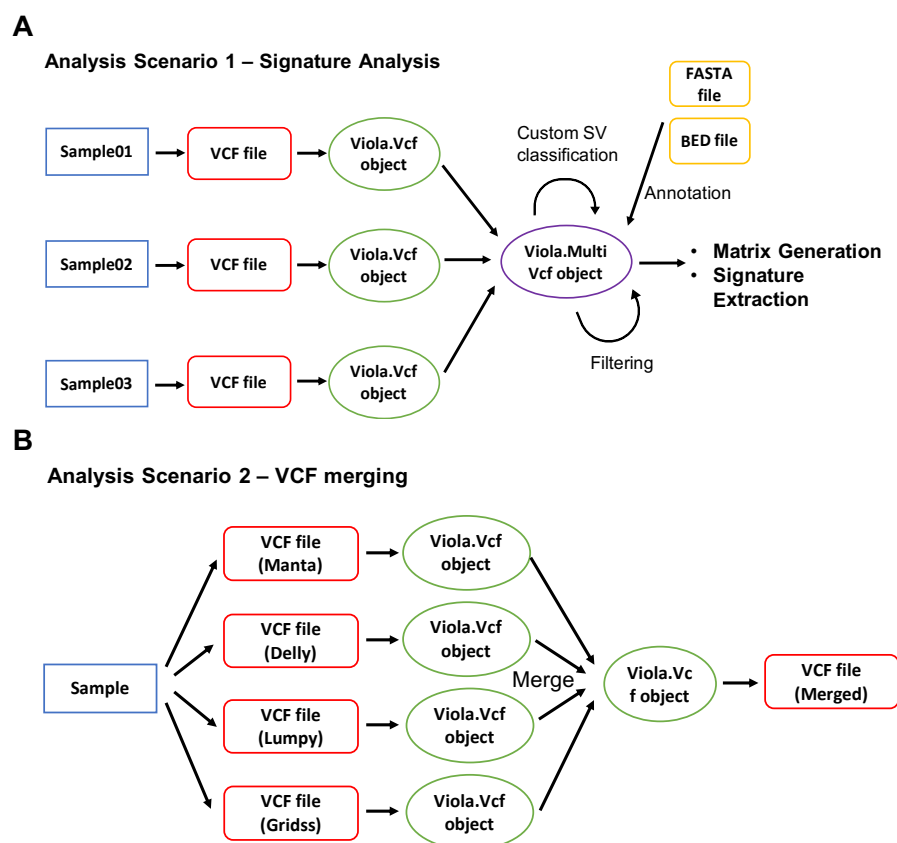 A
Analysis Scenario 1 – Signature Analysis
FASTA
file
BED file
Custom SV
classification
Annotation
Sample01
VCF file
Viola.Vcf
object
Sample02
VCF file
Viola.Vcf
object
Viola.Multi
Vcf object
• Matrix Generation
• Signature
Extraction
Filtering
Sample03
VCF file
Viola.Vcf
object
B
Analysis Scenario 2 – VCF merging
VCF file
(Manta)
Viola.Vcf
object
VCF file
(Delly)
Viola.Vcf
object
Sample
Merge
Viola.Vc
f object
VCF file
(Merged)
VCF file
(Lumpy)
Viola.Vcf
object
VCF file
(Gridss)
Viola.Vcf
object